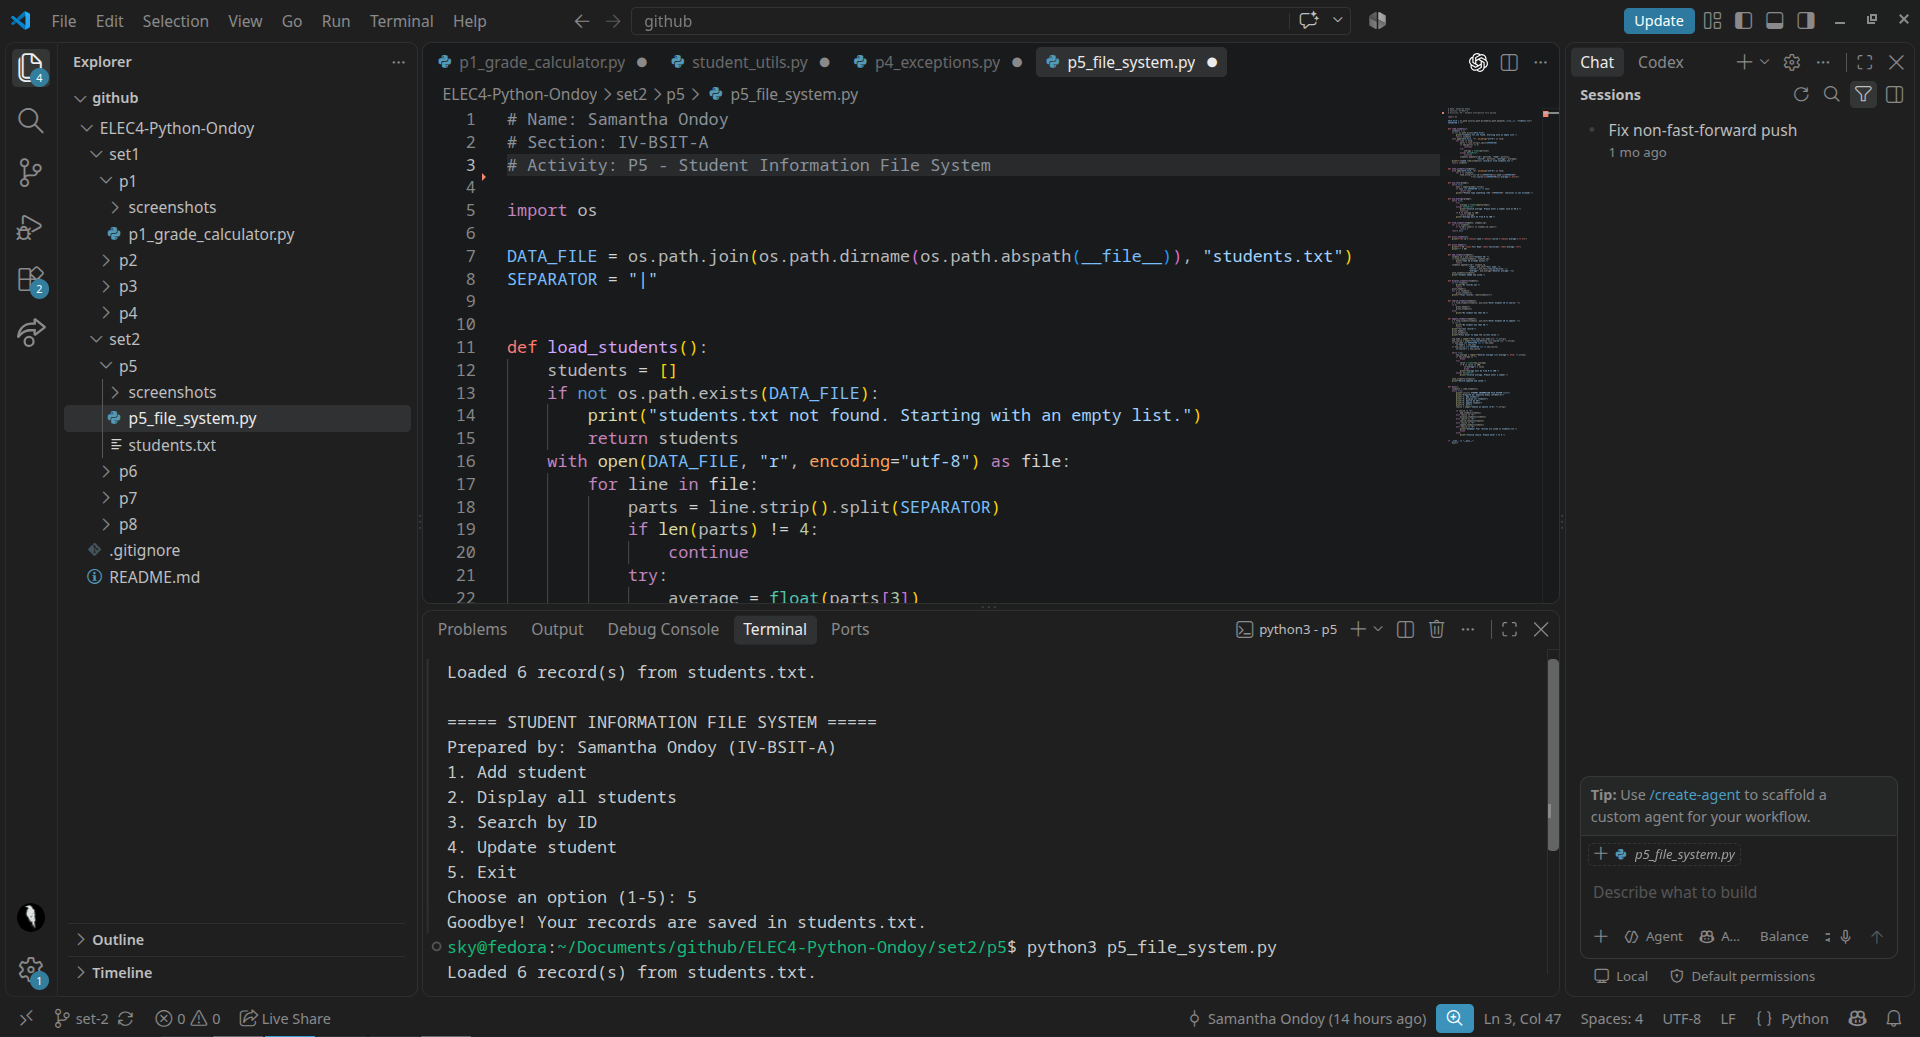 File Edit Selection View Go Run Terminal Help
github
Update
Explorer
github
ELEC4-Python-Ondoy
set1
p1
screenshots
p1_grade_calculator.py
p2
p3
p4
set2
p5
screenshots
p5_file_system.py
students.txt
p6
p7
p8
.gitignore
README.md
Outline
Timeline
4
2
1
p1_grade_calculator.py student_utils.py p4_exceptions.py p5_file_system.py
ELEC4-Python-Ondoy > set2 > p5 > p5_file_system.py
1 # Name: Samantha Ondoy
2 # Section: IV-BSIT-A
3 # Activity: P5 - Student Information File System
4
5 import os
6
7 DATA_FILE = os.path.join(os.path.dirname(os.path.abspath(__file__)), "students.txt")
8 SEPARATOR = "|"
9
10
11 def load_students():
12 students = []
13 if not os.path.exists(DATA_FILE):
14 print("students.txt not found. Starting with an empty list.")
15 return students
16 with open(DATA_FILE, "r", encoding="utf-8") as file:
17 for line in file:
18 parts = line.strip().split(SEPARATOR)
19 if len(parts) != 4:
20 continue
21 try:
22 average = float(parts[3])
Problems Output Debug Console Terminal Ports
python3 - p5
Loaded 6 record(s) from students.txt.
===== STUDENT INFORMATION FILE SYSTEM =====
Prepared by: Samantha Ondoy (IV-BSIT-A)
1. Add student
2. Display all students
3. Search by ID
4. Update student
5. Exit
Choose an option (1-5): 5
Goodbye! Your records are saved in students.txt.
sky@fedora:~/Documents/github/ELEC4-Python-Ondoy/set2/p5$ python3 p5_file_system.py
Loaded 6 record(s) from students.txt.
Chat Codex
Sessions
Fix non-fast-forward push
1 mo ago
Tip: Use /create-agent to scaffold a
custom agent for your workflow.
p5_file_system.py
Describe what to build
Agent A... Balance
Local Default permissions
set-2 0 0 Live Share
Samantha Ondoy (14 hours ago) Ln 3, Col 47 Spaces: 4 UTF-8 LF { } Python